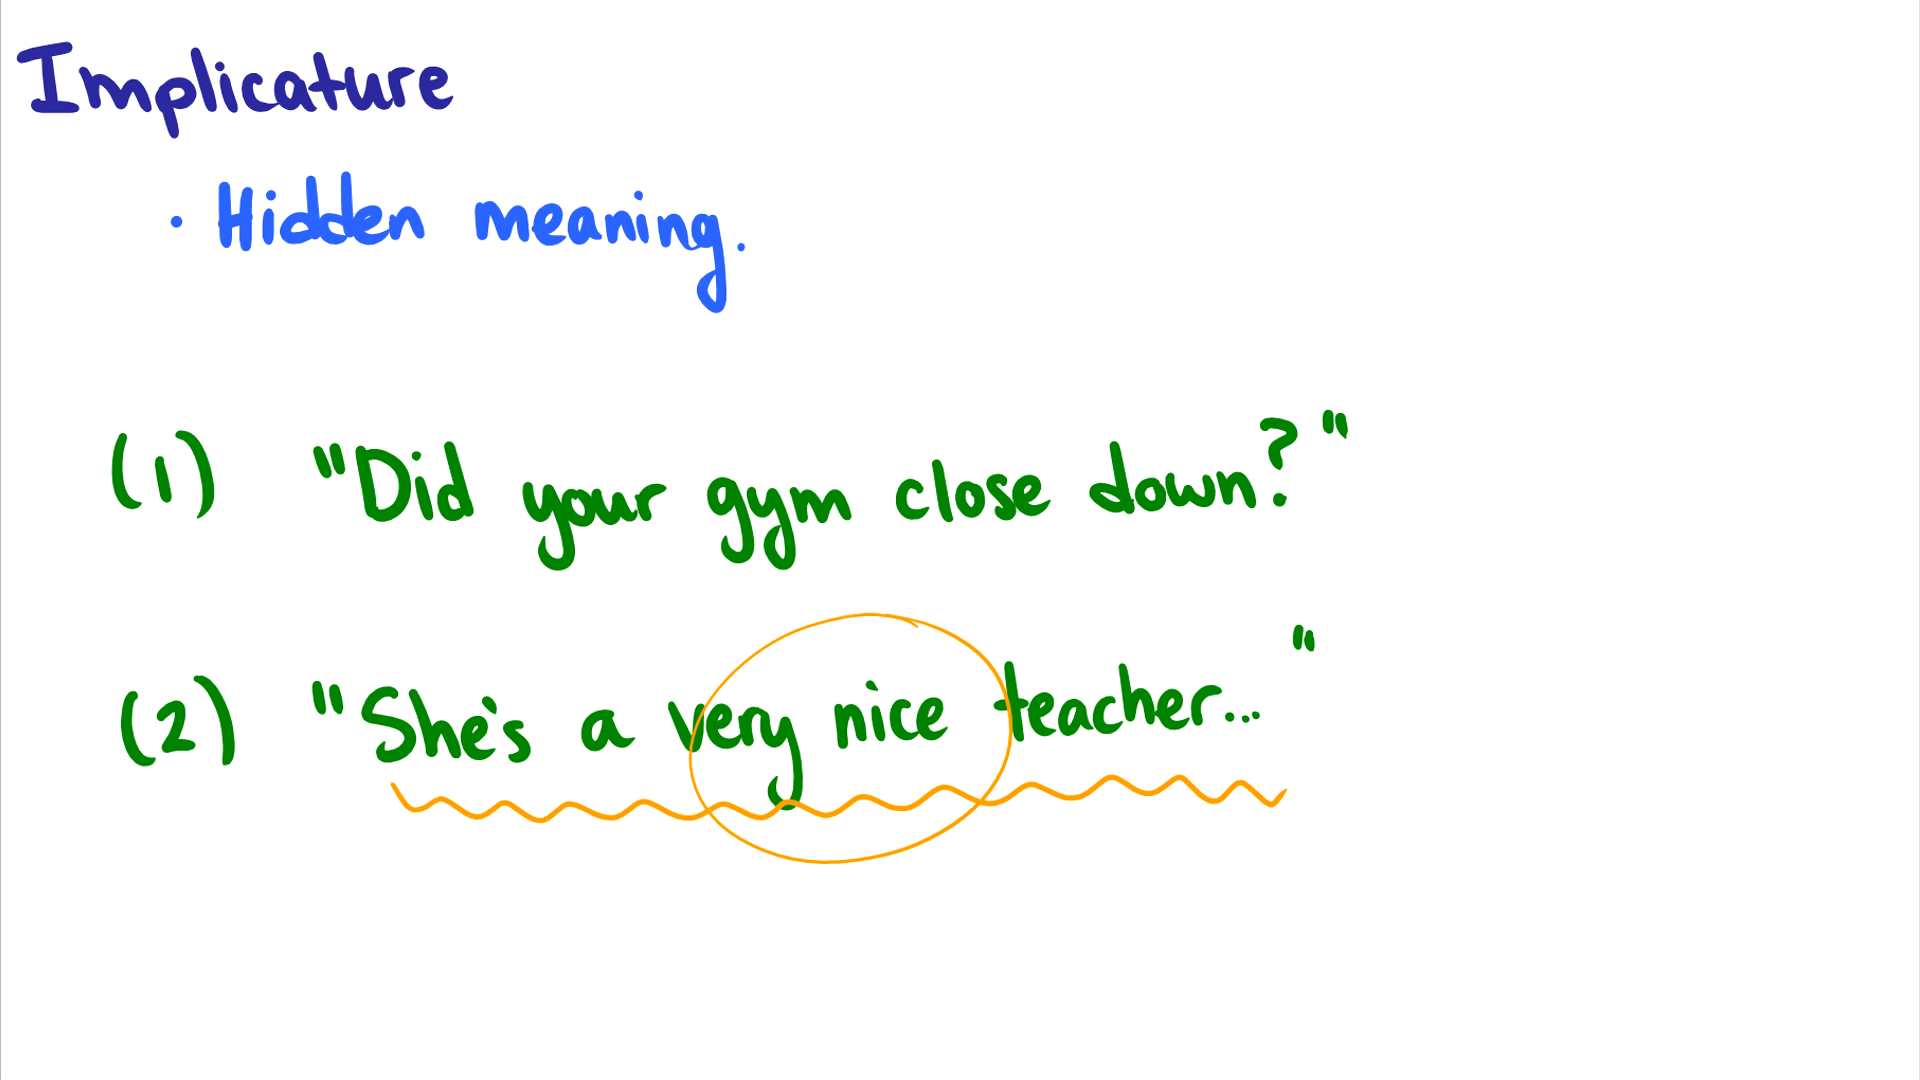 Implicature
• Hidden meaning.
(1) "Did your gym close down?"
(2) "She's a very nice teacher..."